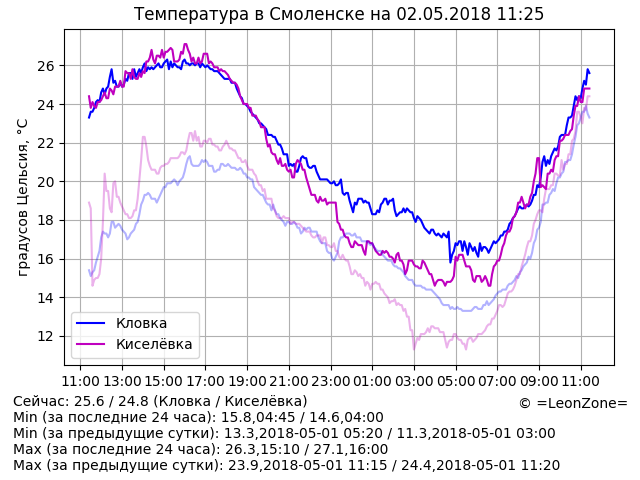 Температура в Смоленске на 02.05.2018 11:25
градусов Цельсия, °C
26
24
22
20
18
16
14
12
Кловка
Киселёвка
11:00 13:00 15:00 17:00 19:00 21:00 23:00 01:00 03:00 05:00 07:00 09:00 11:00
Сейчас: 25.6 / 24.8 (Кловка / Киселёвка)
© =LeonZone=
Min (за последние 24 часа): 15.8,04:45 / 14.6,04:00
Min (за предыдущие сутки): 13.3,2018-05-01 05:20 / 11.3,2018-05-01 03:00
Max (за последние 24 часа): 26.3,15:10 / 27.1,16:00
Max (за предыдущие сутки): 23.9,2018-05-01 11:15 / 24.4,2018-05-01 11:20